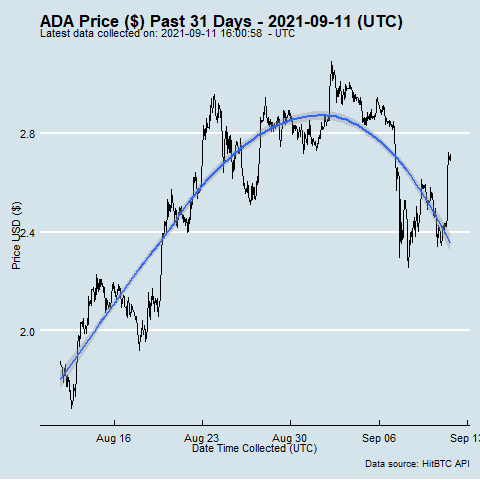 ADA Price ($) Past 31 Days - 2021-09-11 (UTC)
Latest data collected on: 2021-09-11 16:00:58 - UTC
2.8
2.4
2.0
Price USD ($)
Aug 16 Aug 23 Aug 30 Sep 06 Sep 13
Date Time Collected (UTC)
Data source: HitBTC API